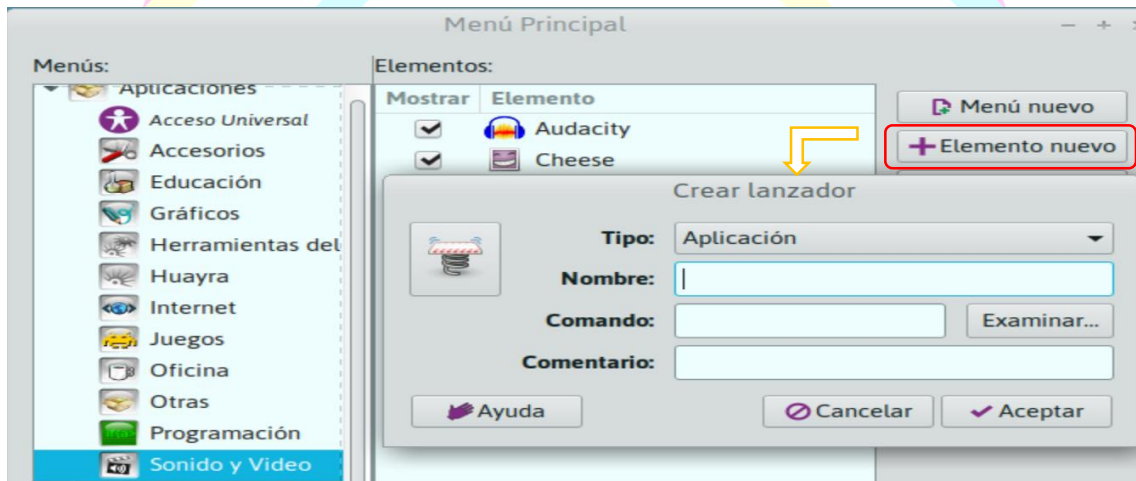 Menú Principal
Menús:
Elementos:
Aplicaciones
Acceso Universal
Accesorios
Educación
Gráficos
Herramientas del
Huayra
Internet
Juegos
Oficina
Otras
Programación
Sonido y Video
Mostrar Elemento
Audacity
Cheese
Menú nuevo
Elemento nuevo
Crear lanzador
Tipo: Aplicación
Nombre:
Comando: Examinar...
Comentario:
Ayuda Cancelar Aceptar